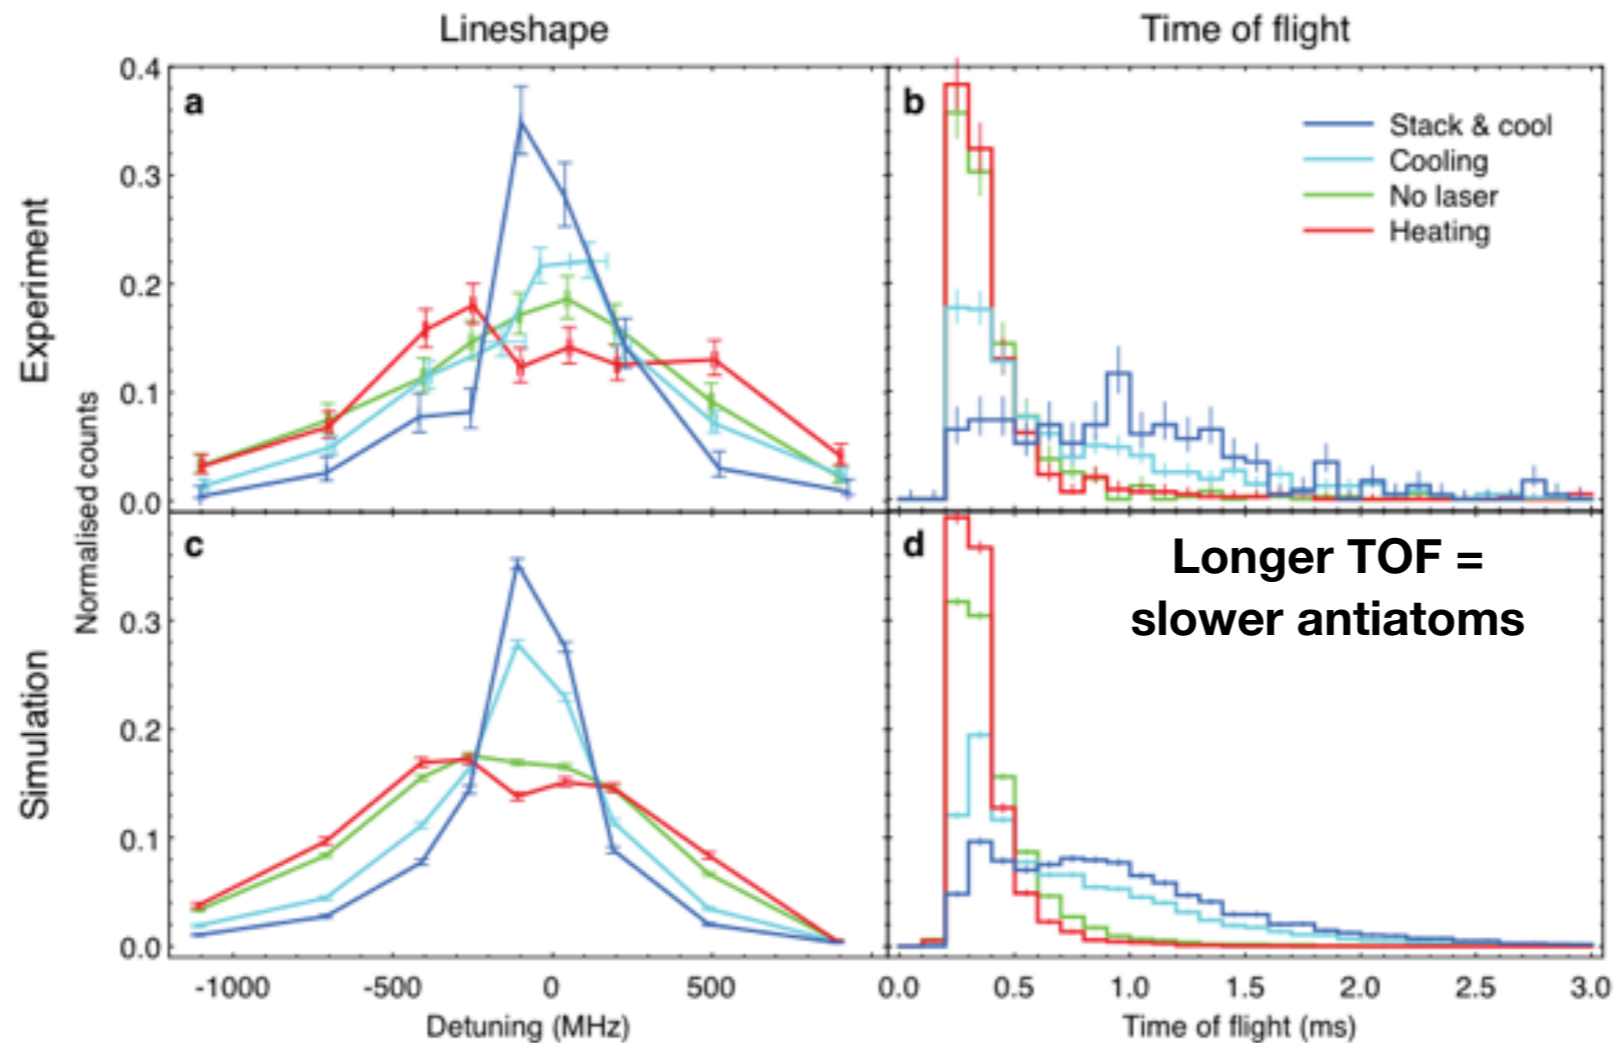 Lineshape
Time of flight
Experiment
Simulation
Normalised counts
a
0.4
0.3
0.2
0.1
0.0
b
Stack & cool
Cooling
No laser
Heating
c
0.3
0.2
0.1
0.0
-1000 -500 0 500
Detuning (MHz)
d
Longer TOF =
slower antiatoms
0.0 0.5 1.0 1.5 2.0 2.5 3.0
Time of flight (ms)